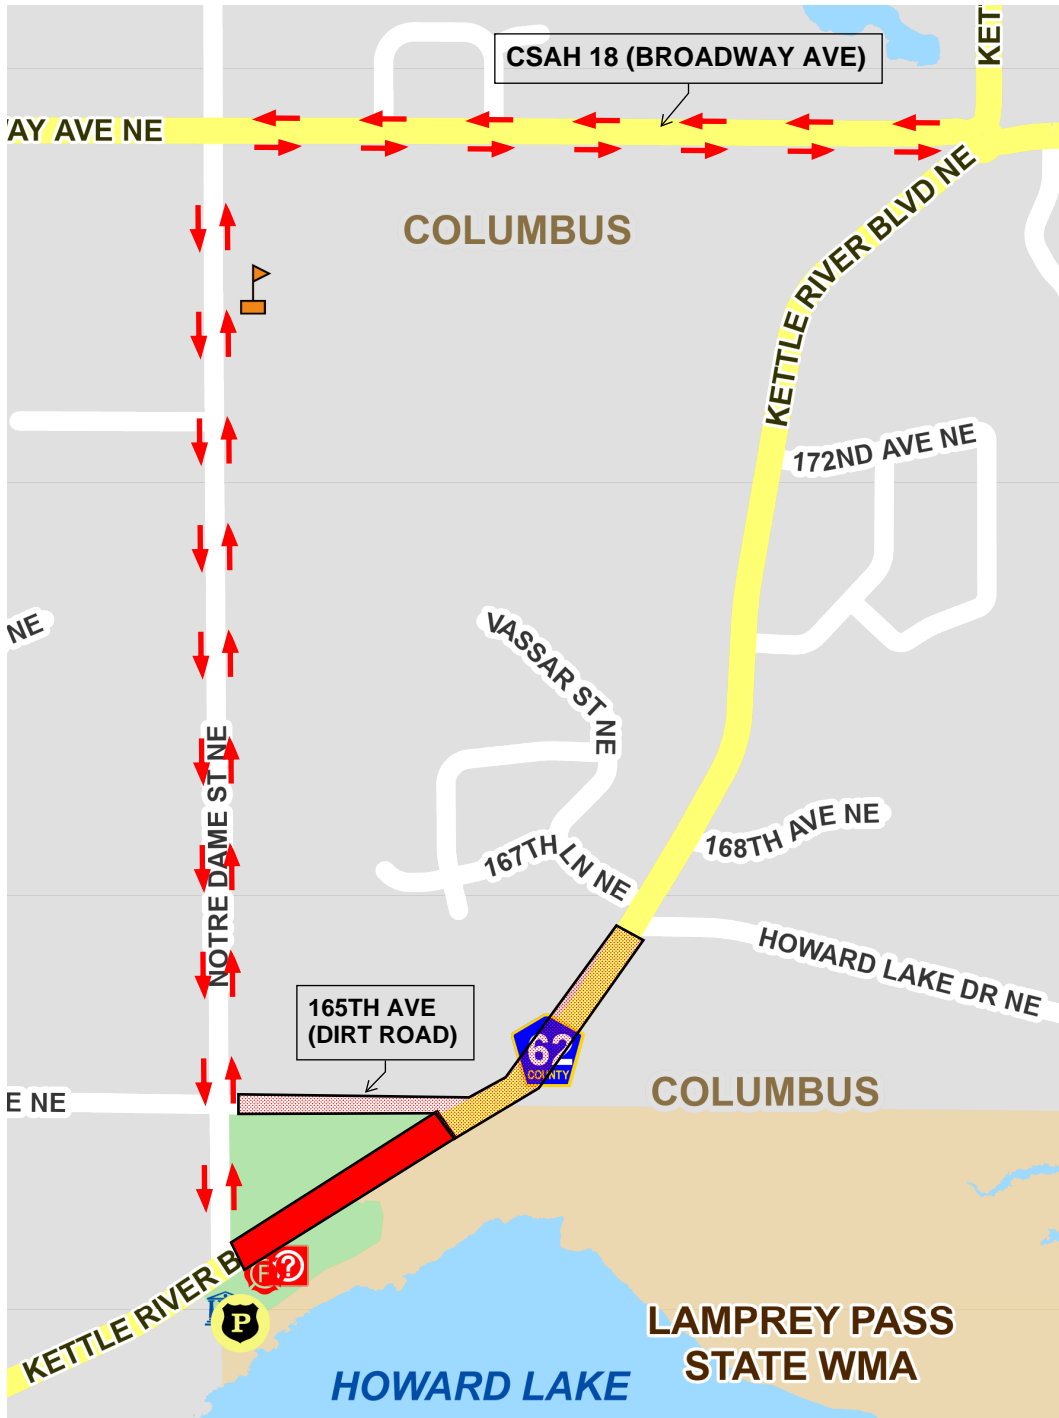 KET
CSAH 18 (BROADWAY AVE)
WAY AVE NE
COLUMBUS
KETTLE RIVER BLVD NE
172ND AVE NE
NE
VASSAR ST NE
NOTRE DAME ST NE
168TH AVE NE
167TH LN NE
HOWARD LAKE DR NE
165TH AVE
(DIRT ROAD)
62
COUNTY
COLUMBUS
E NE
KETTLE RIVER B
F
?
P
LAMPREY PASS
STATE WMA
HOWARD LAKE